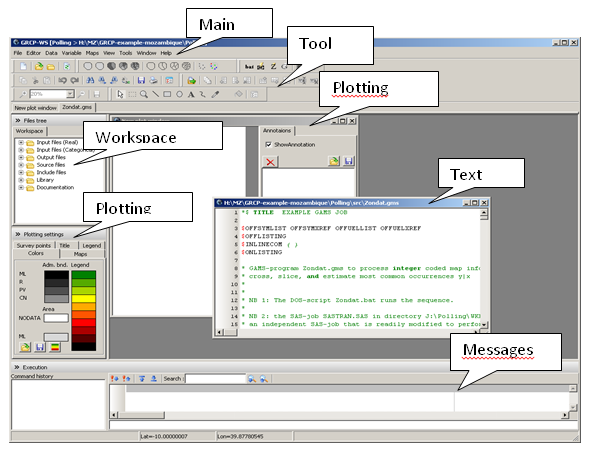 Main
GRCP-WS [Polling > H:\MZ\GRCP-example-mozambique\Polling
File Editor Data Variable Maps View Tools Window Help
Tool
bat
Z
20%
Plotting
New plot window Zondat.gms
Files tree
Workspace
Input files (Real)
Input files (Categorical)
Output files
Source files
Include files
Library
Documentation
Workspace
Annotaions
ShowAnnotation
Text
Plotting
H:\MZ\GRCP-example-mozambique\Polling\src\Zondat.gms
1 *$ TITLE EXAMPLE GAMS JOB
2
3 $OFFSYMLIST OFFSYMXREF OFFUELLIST OFFUELXREF
4 $OFFLISTING
5 $INLINECOM { }
6 $ONLISTING
7
8 * GAMS-program Zondat.gms to process integer coded map info
9 * cross, slice, and estimate most common occurrences y|x
10 *
11 *
12 * NB 1: The DOS-script Zondat.bat runs the sequence.
13 *
14 * NB 2: the SAS-job SASTRAN.SAS in directory J:\Polling\WK
15 * an independent SAS-job that is readily modified to perfor
Plotting settings
Survey points Title Legend
Colors Maps
Adm. bnd. Legend
ML
R
PV
CN
Area
NODATA
ML
Messages
Execution
Command history
Search :
Lat=-10.00000007 Lon=39.87780545